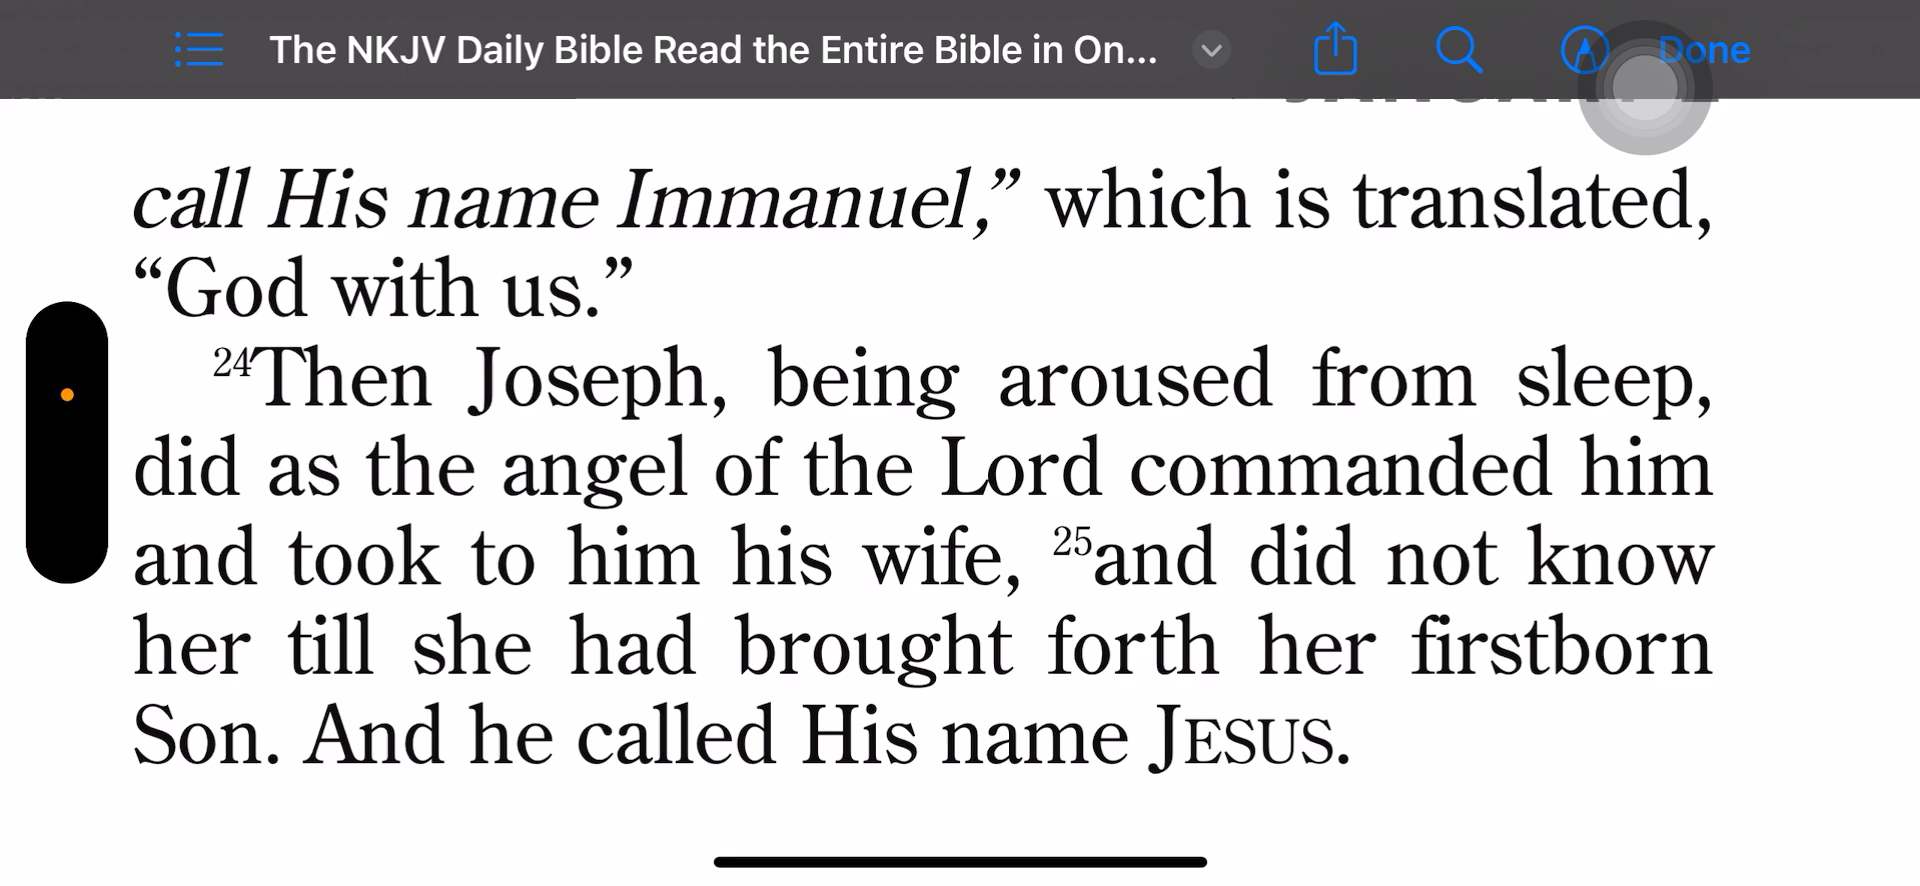 The NKJV Daily Bible Read the Entire Bible in On...
Done
call His name Immanuel,” which is translated,
“God with us.”
24Then Joseph, being aroused from sleep,
did as the angel of the Lord commanded him
and took to him his wife, 25and did not know
her till she had brought forth her firstborn
Son. And he called His name JESUS.